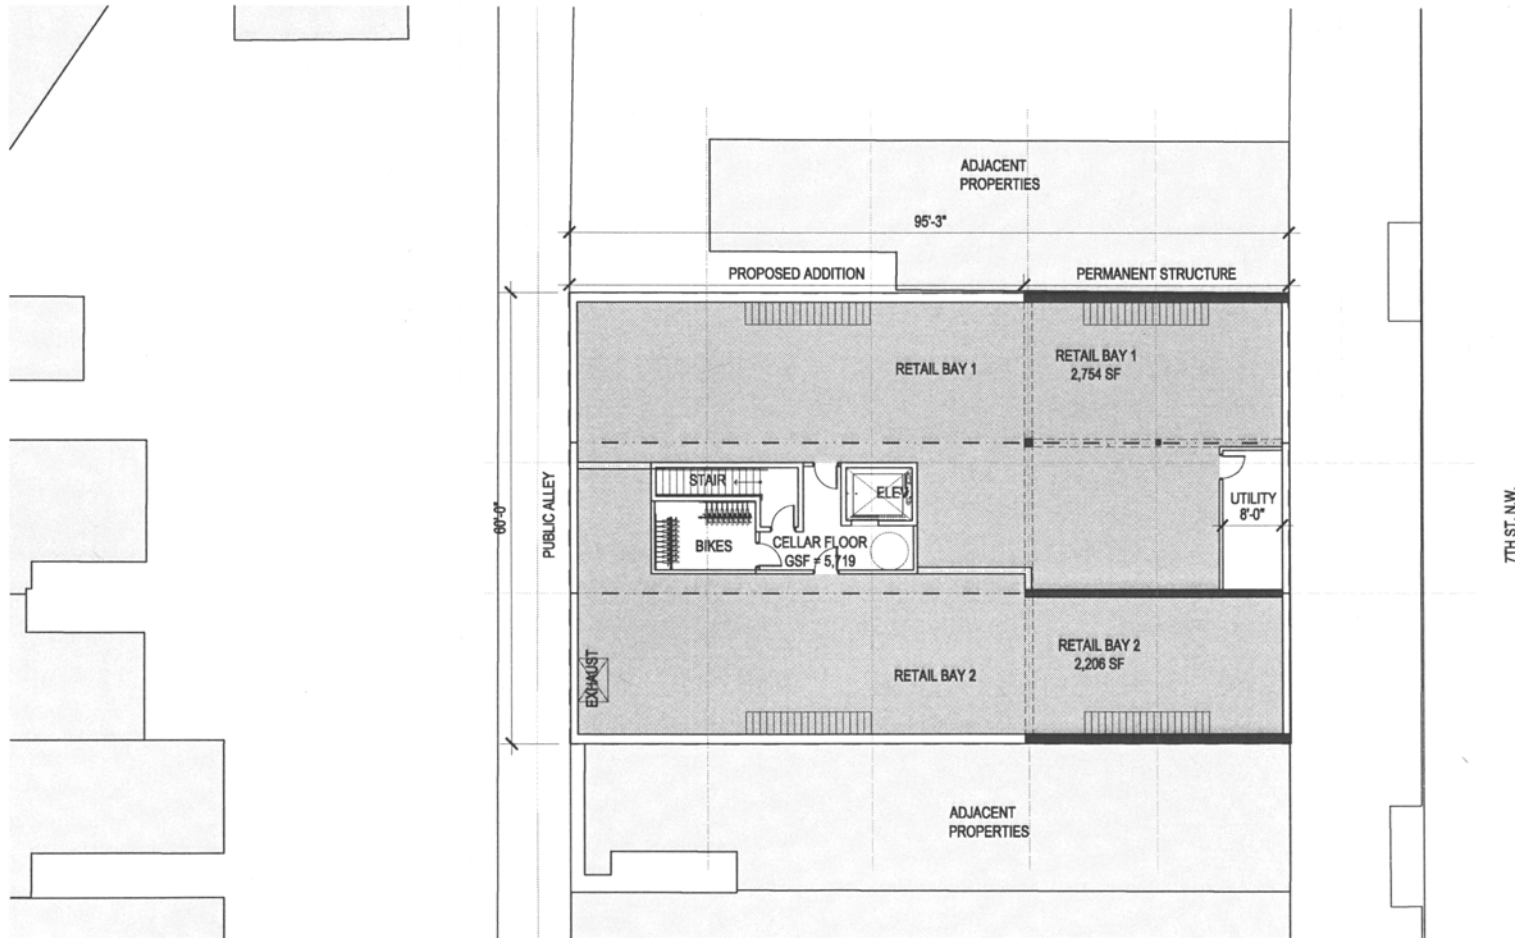 ADJACENT
PROPERTIES
95'-3"
PROPOSED ADDITION
PERMANENT STRUCTURE
RETAIL BAY 1
RETAIL BAY 1
2,754 SF
STAIR
ELEV.
UTILITY
8'-0"
60'-0"
PUBLIC ALLEY
7TH ST. N.W.
BIKES
CELLAR FLOOR
GSF = 5,719
EXHAUST
RETAIL BAY 2
RETAIL BAY 2
2,206 SF
ADJACENT
PROPERTIES